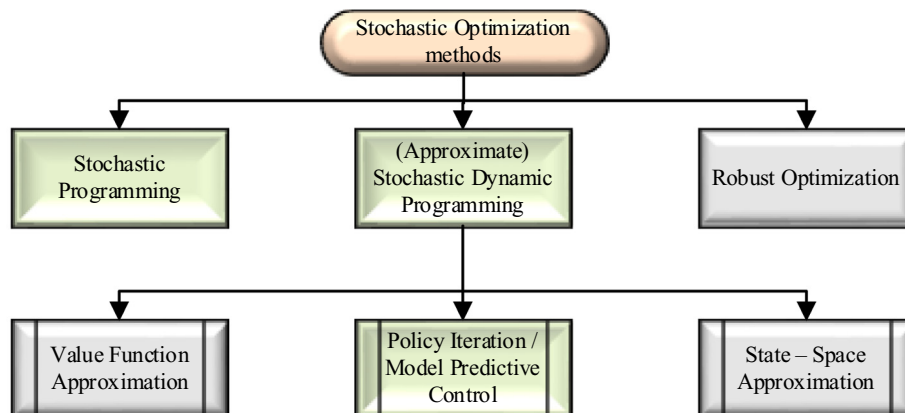 Stochastic Optimization
methods
Stochastic
Programming
(Approximate)
Stochastic Dynamic
Programming
Robust Optimization
Value Function
Approximation
Policy Iteration /
Model Predictive
Control
State – Space
Approximation